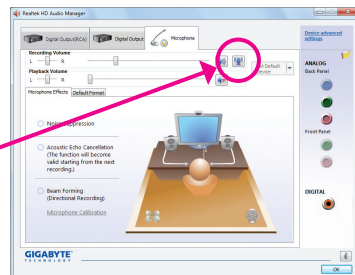 Realtek HD Audio Manager
Digital Output(RCA)
Digital Output
Microphone
Device advanced
settings
Recording Volume
L
R
Set Default
Device
Playback Volume
L
R
ANALOG
Back Panel
Microphone Effects
Default Format
Noise Suppression
Acoustic Echo Cancellation
(The function will become
valid starting from the next
recording.)
Beam Forming
(Directional Recording)
Microphone Calibration
Front Panel
DIGITAL
GIGABYTE
TECHNOLOGY
OK